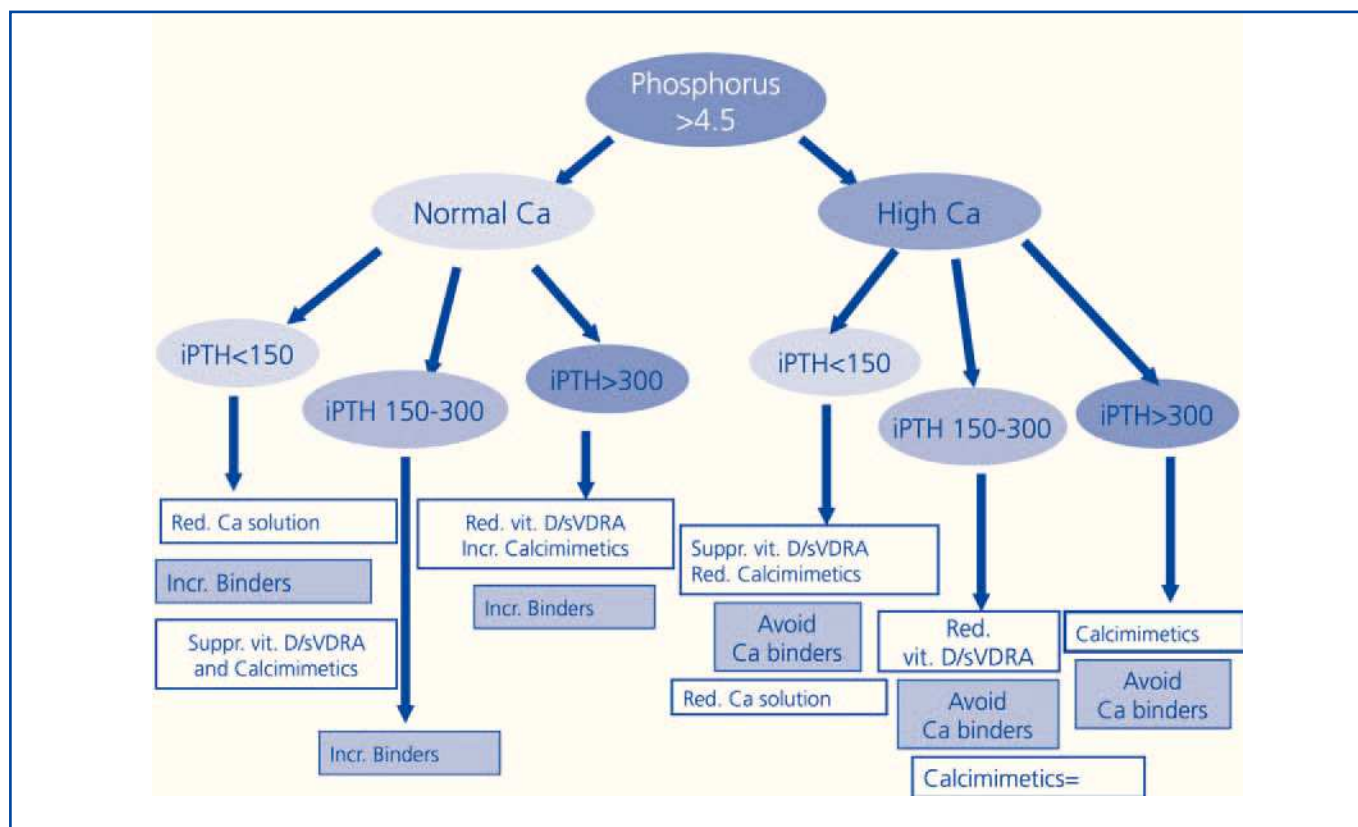 Phosphorus
>4.5
Normal Ca
High Ca
iPTH<150
iPTH 150-300
iPTH>300
iPTH<150
iPTH 150-300
iPTH>300
Red. Ca solution
Incr. Binders
Suppr. vit. D/sVDRA
and Calcimimetics
Incr. Binders
Red. vit. D/sVDRA
Incr. Calcimimetics
Incr. Binders
Suppr. vit. D/sVDRA
Red. Calcimimetics
Avoid
Ca binders
Red. Ca solution
Red.
vit. D/sVDRA
Avoid
Ca binders
Calcimimetics=
Calcimimetics
Avoid
Ca binders